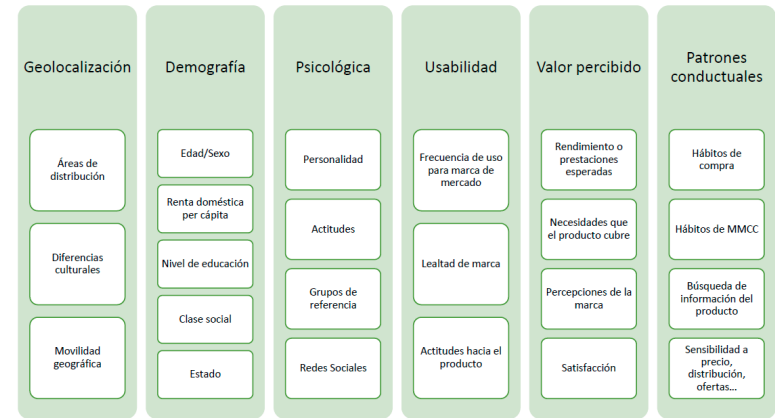 Geolocalización
Áreas de
distribución
Diferencias
culturales
Movilidad
geográfica
Demografía
Edad/Sexo
Renta doméstica
per cápita
Nivel de educación
Clase social
Estado
Psicológica
Personalidad
Actitudes
Grupos de
referencia
Redes Sociales
Usabilidad
Frecuencia de uso
para marca de
mercado
Lealtad de marca
Actitudes hacia el
producto
Valor percibido
Rendimiento o
prestaciones
esperadas
Necesidades que
el producto cubre
Percepciones de la
marca
Satisfacción
Patrones
conductuales
Hábitos de
compra
Hábitos de MMCC
Búsqueda de
información del
producto
Sensibilidad a
precio,
distribución,
ofertas...